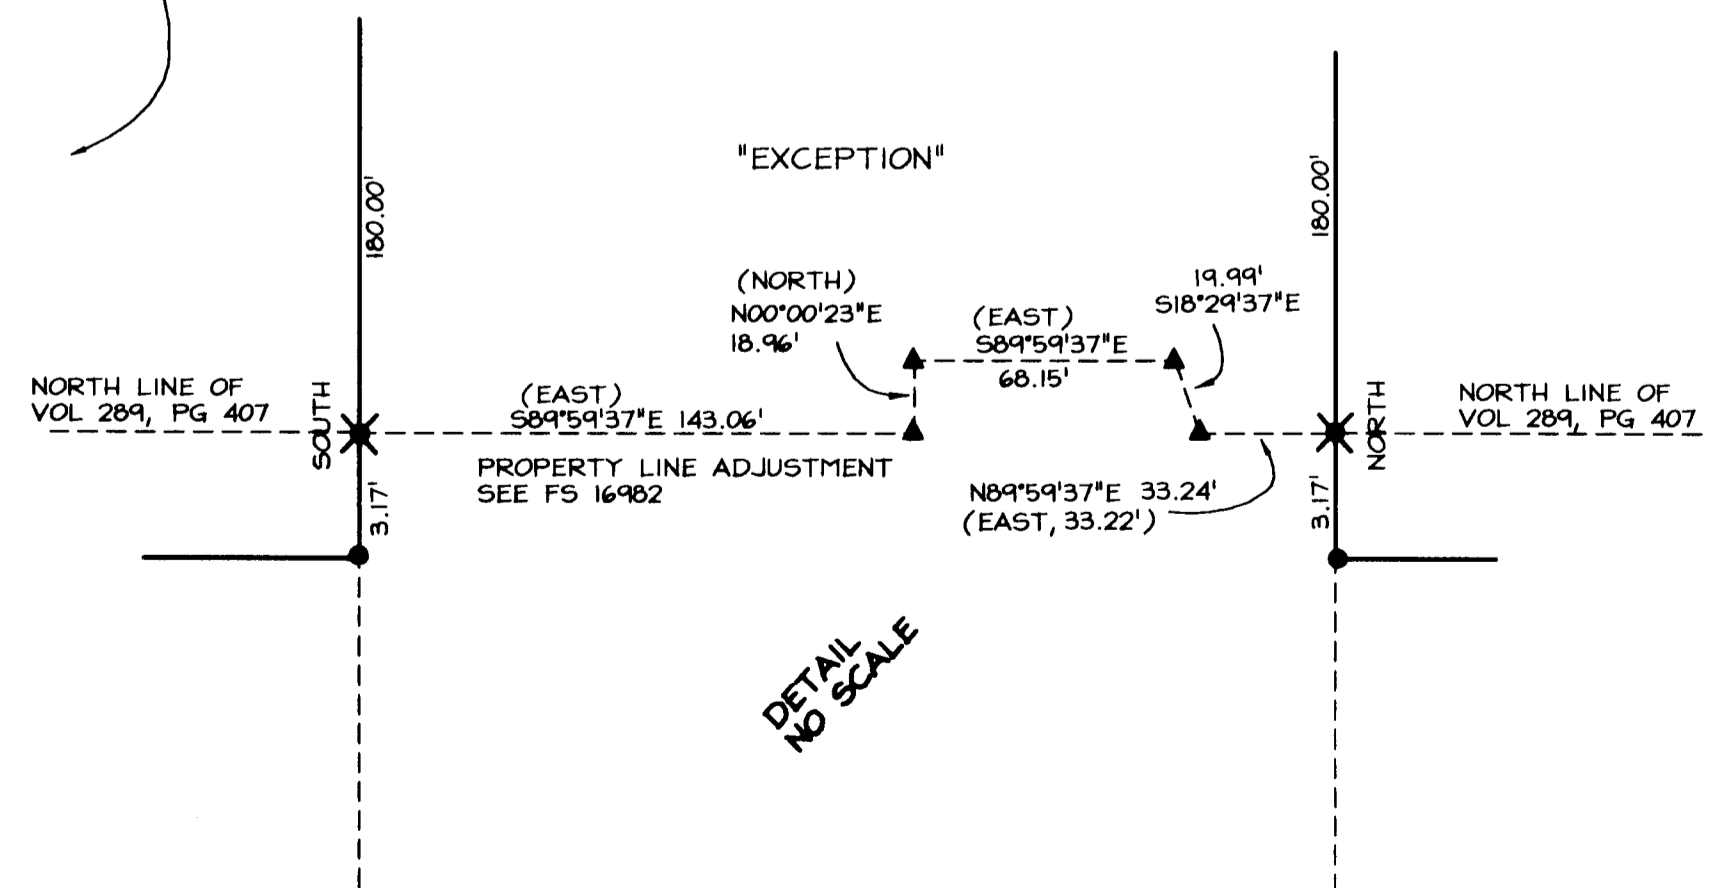 "EXCEPTION"
180.00'
180.00'
(NORTH)
N00°00'23"E
18.96'
(EAST)
S89°59'37"E
68.15'
19.99'
S18°29'37"E
NORTH LINE OF
VOL 289, PG 407
SOUTH
(EAST)
S89°59'37"E 143.06'
PROPERTY LINE ADJUSTMENT
SEE FS 16982
NORTH
NORTH LINE OF
VOL 289, PG 407
3.17'
N89°59'37"E 33.24'
(EAST, 33.22')
3.17'
DETAIL
NO SCALE